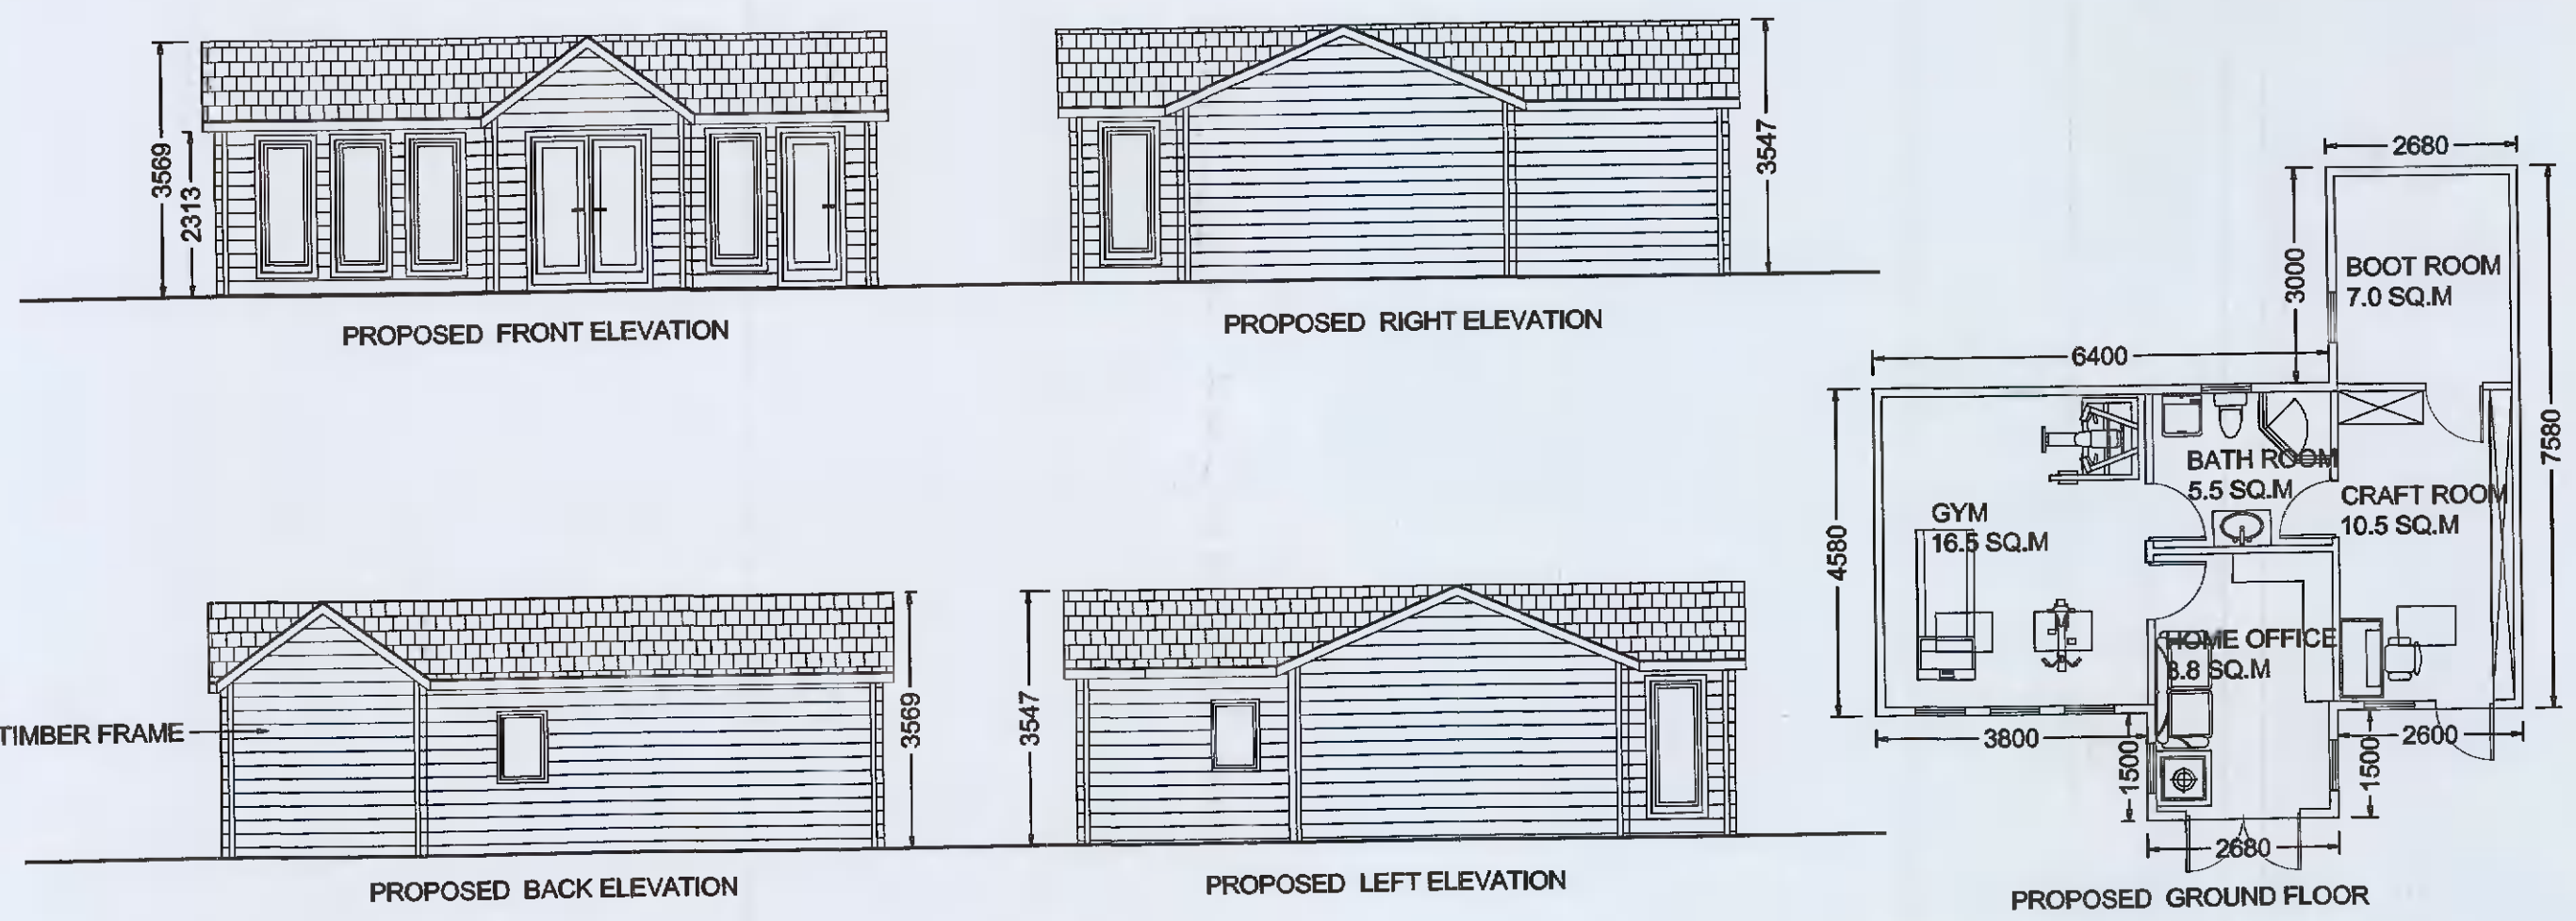 3569
2313
PROPOSED FRONT ELEVATION
3547
PROPOSED RIGHT ELEVATION
TIMBER FRAME
3569
PROPOSED BACK ELEVATION
3547
PROPOSED LEFT ELEVATION
2680
3000
BOOT ROOM
7.0 SQ.M
6400
7580
4580
BATH ROOM
5.5 SQ.M
CRAFT ROOM
10.5 SQ.M
GYM
16.5 SQ.M
HOME OFFICE
8.8 SQ.M
3800
1500
1500
2600
2680
PROPOSED GROUND FLOOR